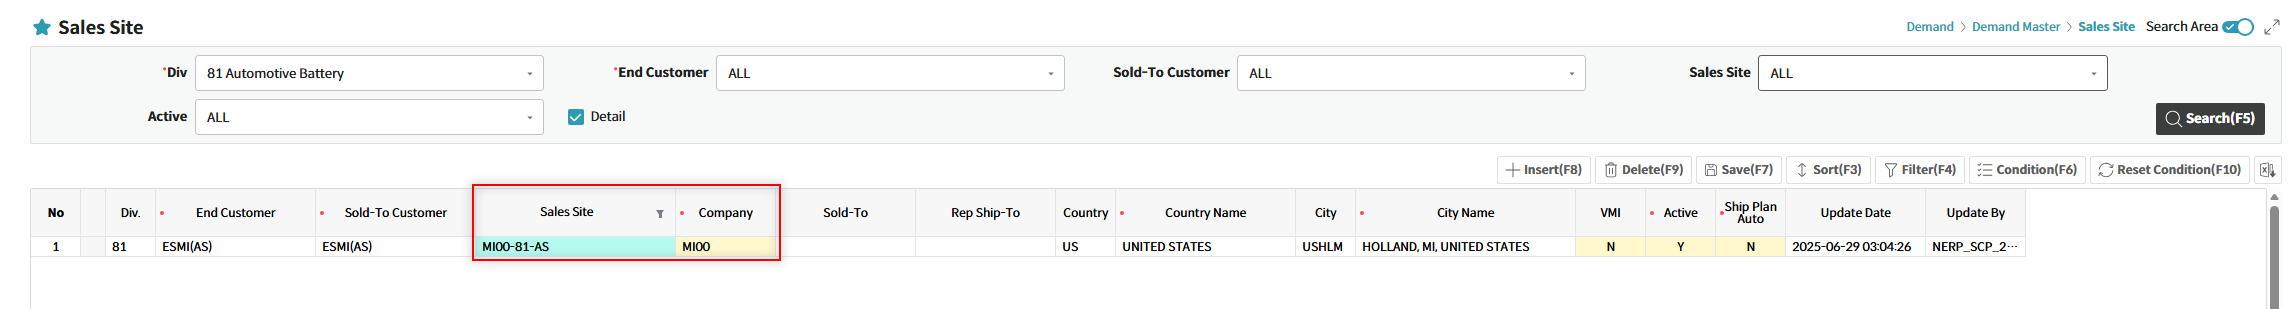 Sales Site
Demand > Demand Master > Sales Site Search Area
*Div 81 Automotive Battery *End Customer ALL Sold-To Customer ALL Sales Site ALL
Active ALL Detail Search(F5)
Insert(F8) Delete(F9) Save(F7) Sort(F3) Filter(F4) Condition(F6) Reset Condition(F10)
No Div. End Customer Sold-To Customer Sales Site Company Sold-To Rep Ship-To Country Country Name City City Name VMI Active Ship Plan Auto Update Date Update By
1 81 ESMI(AS) ESMI(AS) MI00-81-AS MI00 US UNITED STATES USHLM HOLLAND, MI, UNITED STATES N Y N 2025-06-29 03:04:26 NERP_SCP_2···